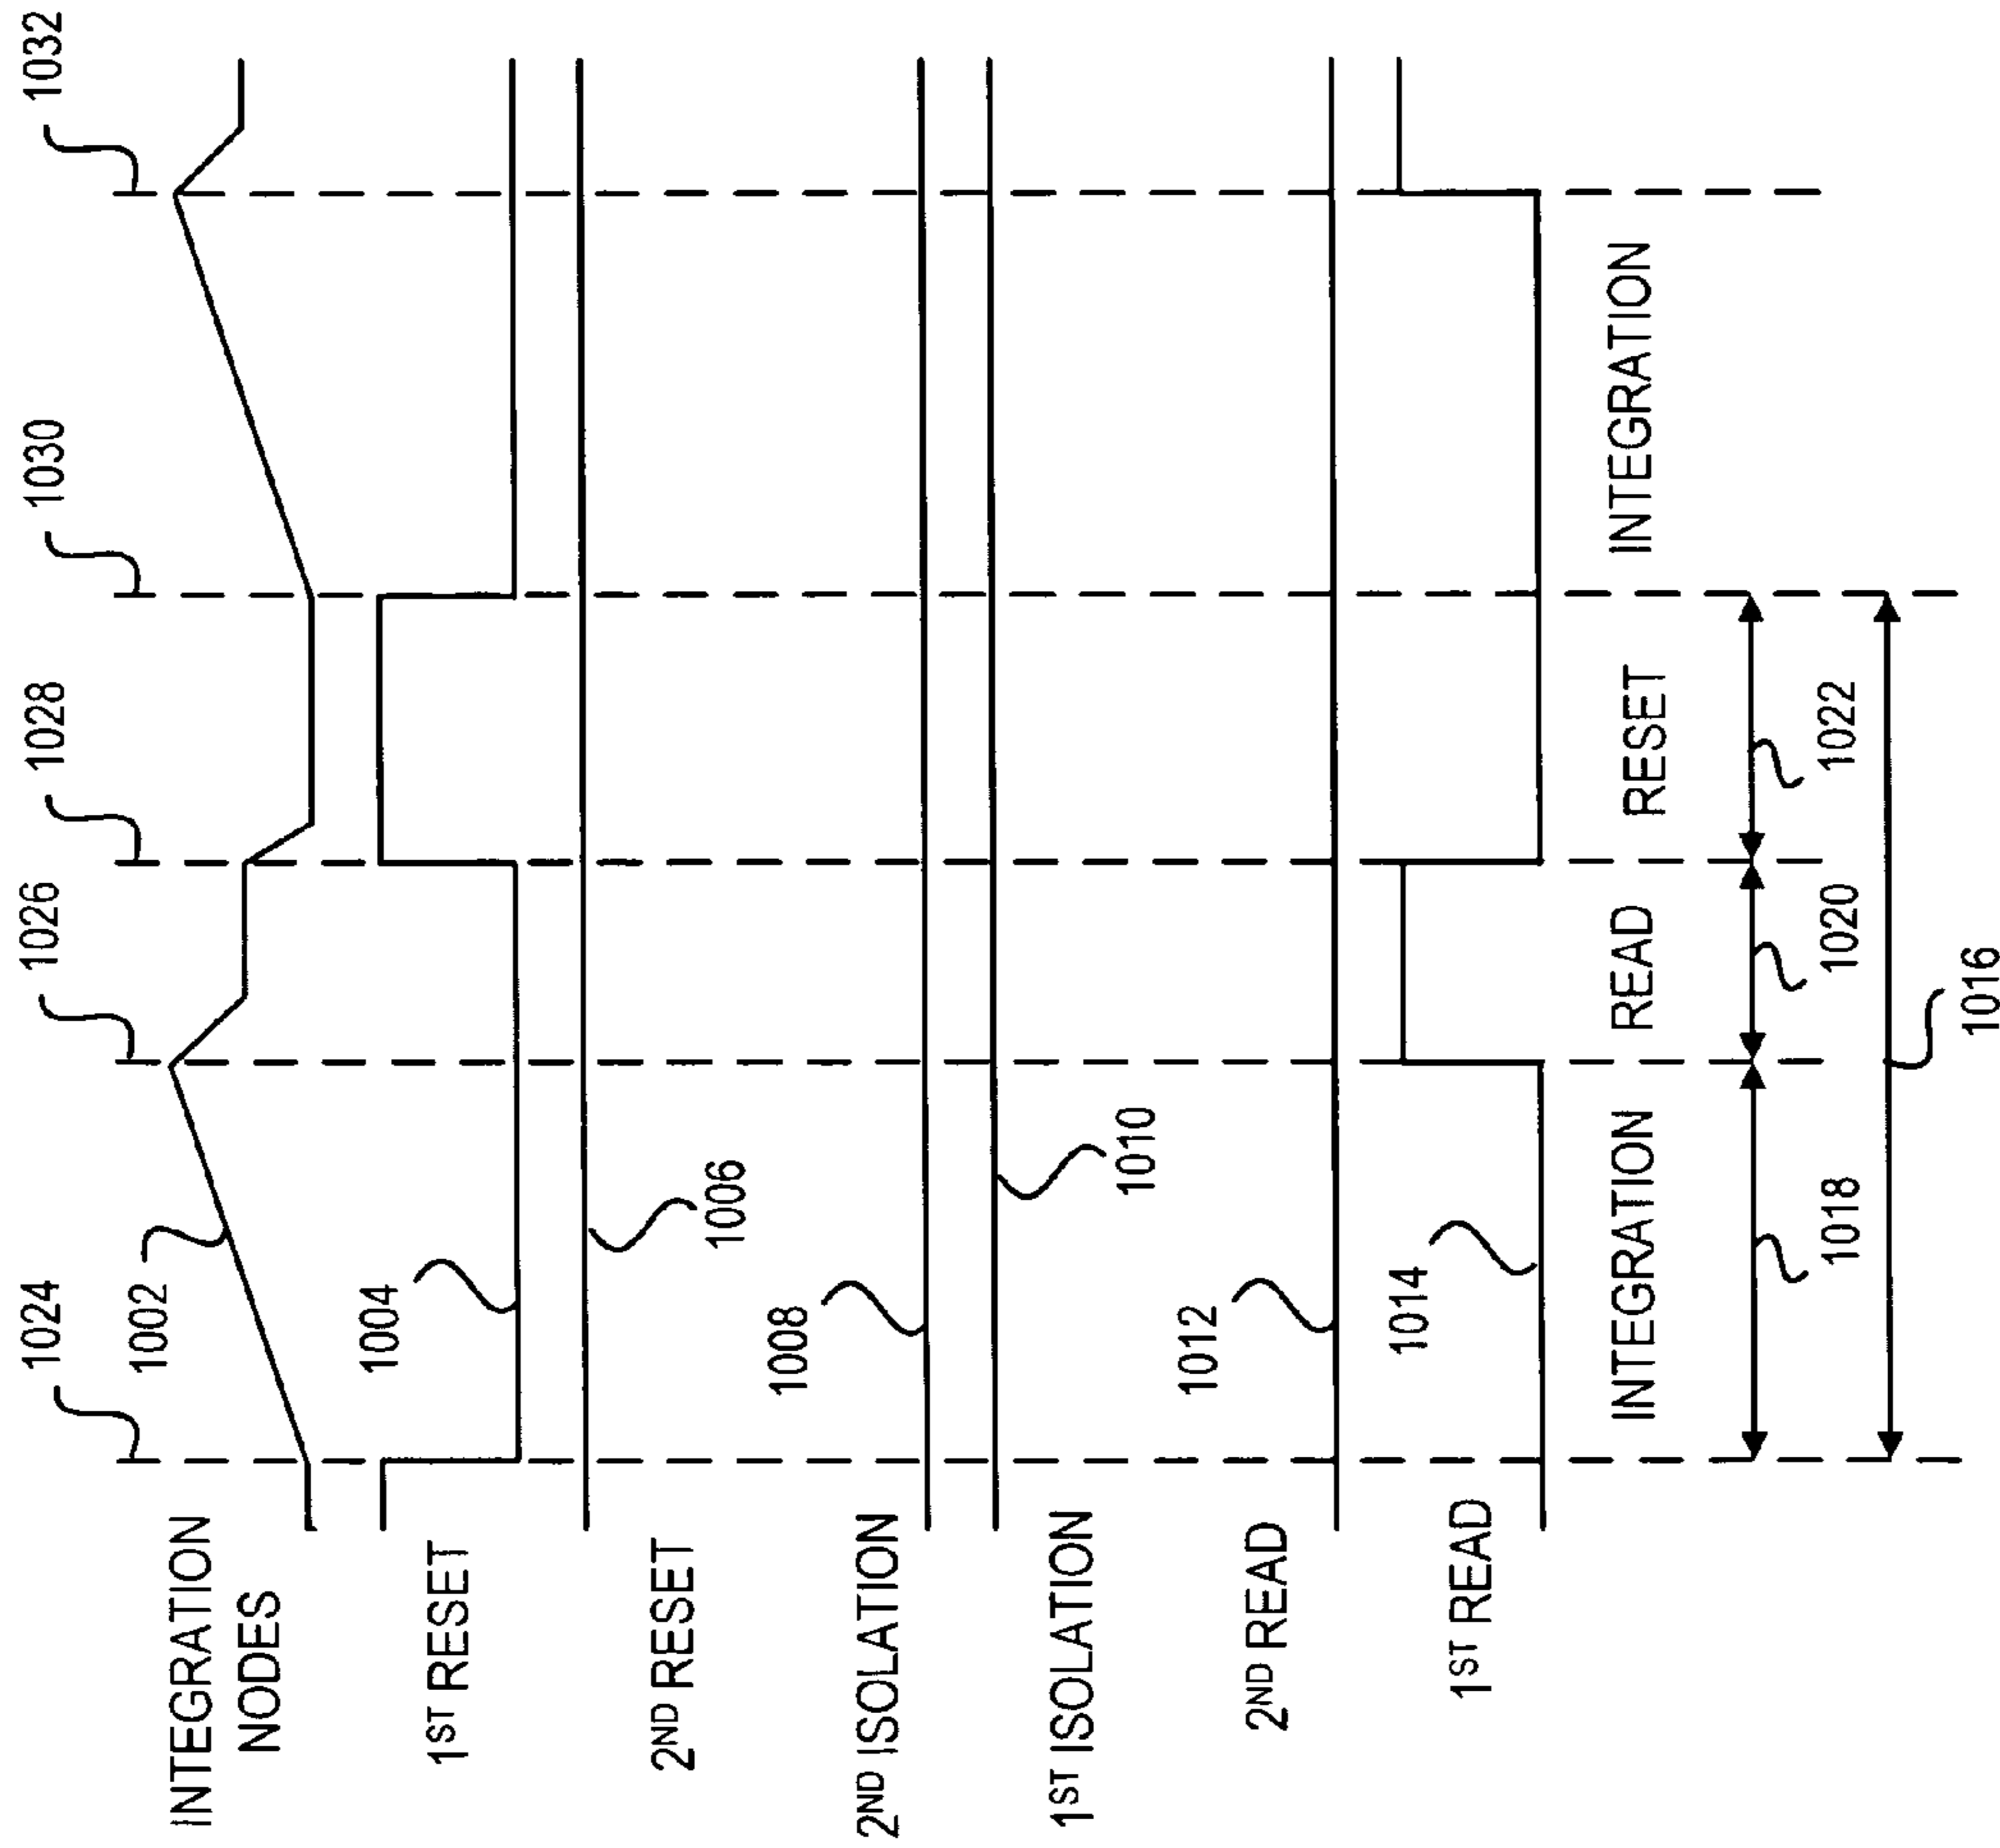 1024
1026
1028
1030
1032
INTEGRATION
NODES
1002
1ST RESET
1004
2ND RESET
1006
2ND ISOLATION
1008
1ST ISOLATION
1010
2ND READ
1012
1ST READ
1014
INTEGRATION
READ
RESET
INTEGRATION
1018
1020
1022
1016